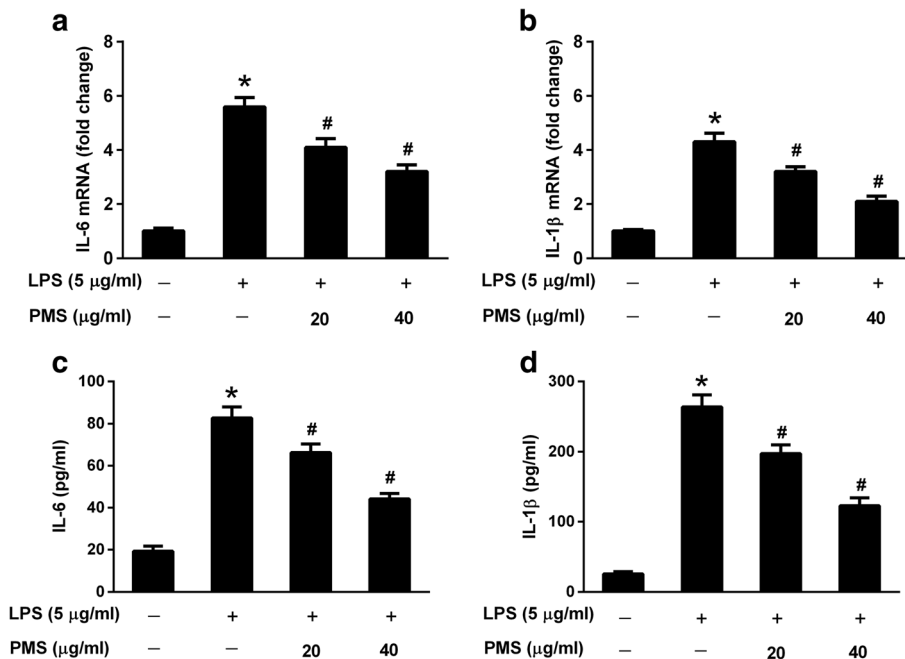 a
8
6
4
2
0
IL-6 mRNA (fold change)
*
#
#
LPS (5 μg/ml) − + + +
PMS (μg/ml) − − 20 40
b
8
6
4
2
0
IL-1β mRNA (fold change)
*
#
#
LPS (5 μg/ml) − + + +
PMS (μg/ml) − − 20 40
c
100
80
60
40
20
0
IL-6 (pg/ml)
*
#
#
LPS (5 μg/ml) − + + +
PMS (μg/ml) − − 20 40
d
300
200
100
0
IL-1β (pg/ml)
*
#
#
LPS (5 μg/ml) − + + +
PMS (μg/ml) − − 20 40